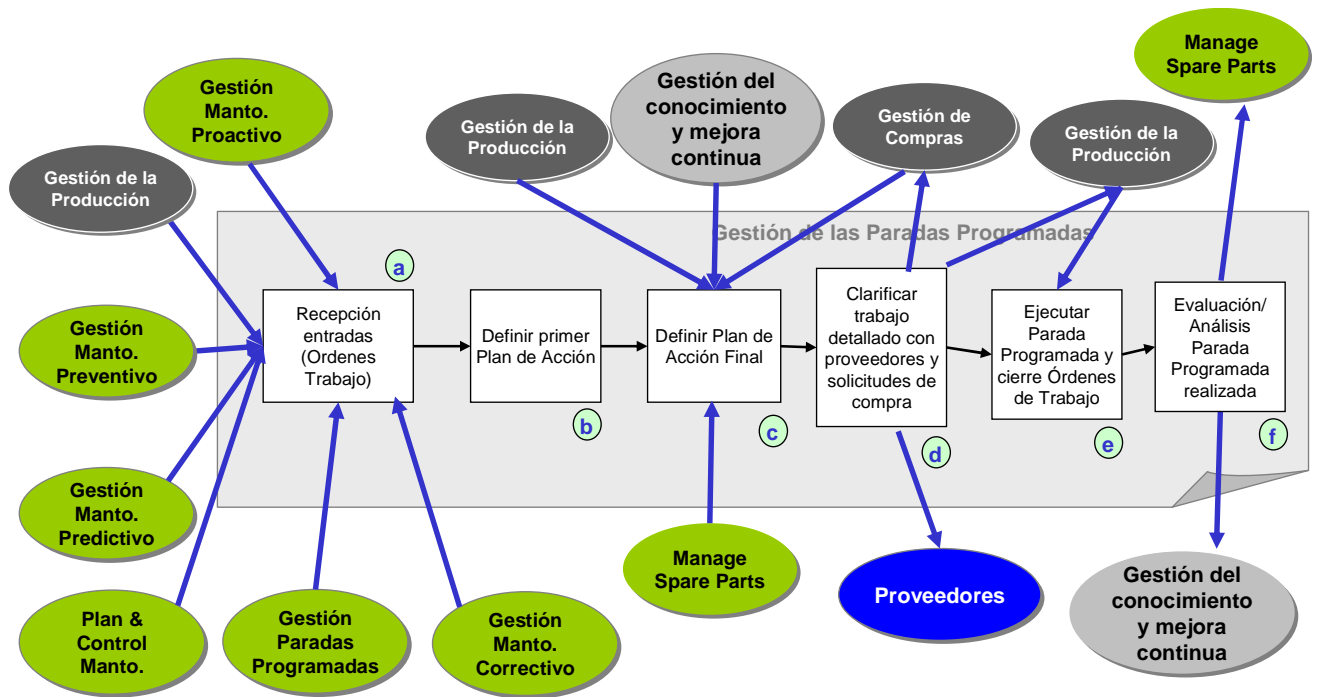 Manage
Spare Parts
Gestión
Manto.
Proactivo
Gestión del
conocimiento
y mejora
continua
Gestión de la
Producción
Gestión de
Compras
Gestión de la
Producción
Gestión de la
Producción
Gestión de las Paradas Programadas
a
Recepción
entradas
(Ordenes
Trabajo)
Definir primer
Plan de Acción
b
Definir Plan de
Acción Final
c
Clarificar
trabajo
detallado con
proveedores y
solicitudes de
compra
d
Ejecutar
Parada
Programada y
cierre Órdenes
de Trabajo
e
Evaluación/
Análisis
Parada
Programada
realizada
f
Gestión
Manto.
Preventivo
Gestión
Manto.
Predictivo
Plan &
Control
Manto.
Gestión
Paradas
Programadas
Gestión
Manto.
Correctivo
Manage
Spare Parts
Proveedores
Gestión del
conocimiento
y mejora
continua